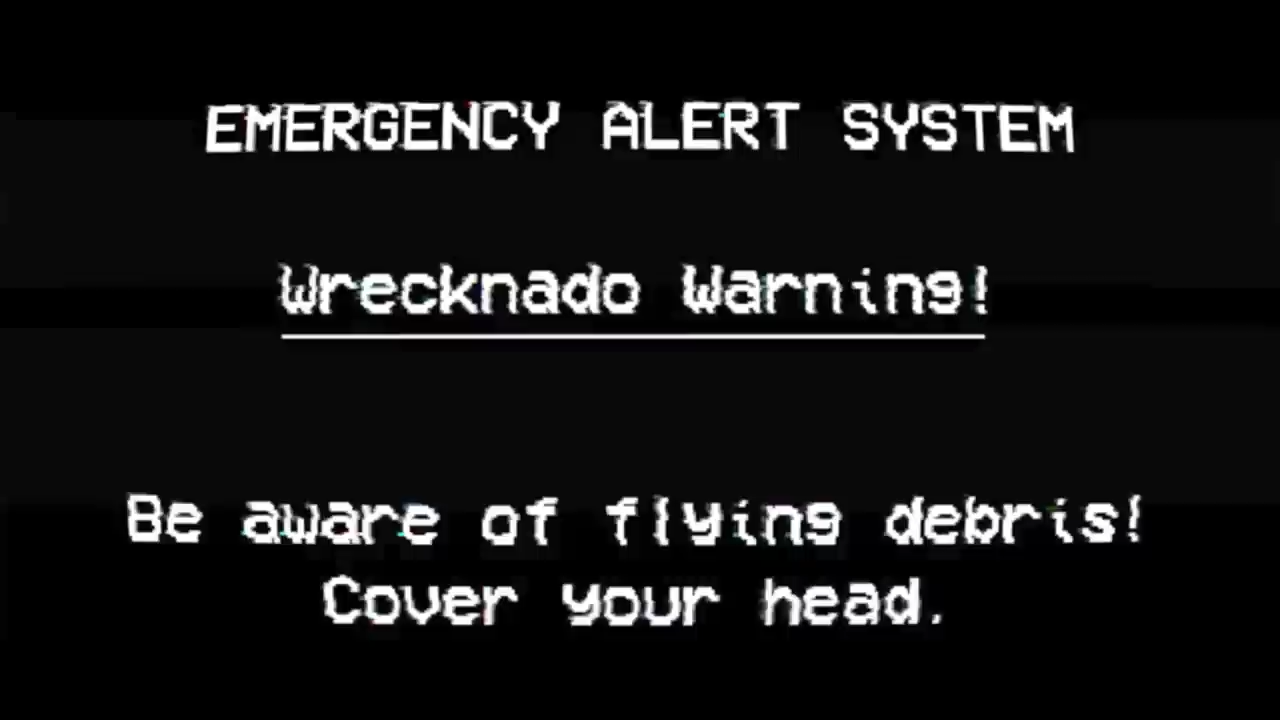 EMERGENCY ALERT SYSTEM
Wrecknado Warning!
Be aware of flying debris!
Cover your head.